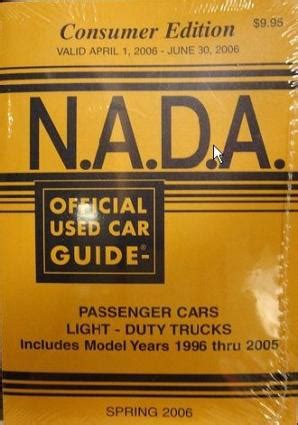 Consumer Edition
$9.95
VALID APRIL 1, 2006 - JUNE 30, 2006
N.A.D.A.
OFFICIAL
USED CAR
GUIDE®
PASSENGER CARS
LIGHT - DUTY TRUCKS
Includes Model Years 1996 thru 2005
SPRING 2006